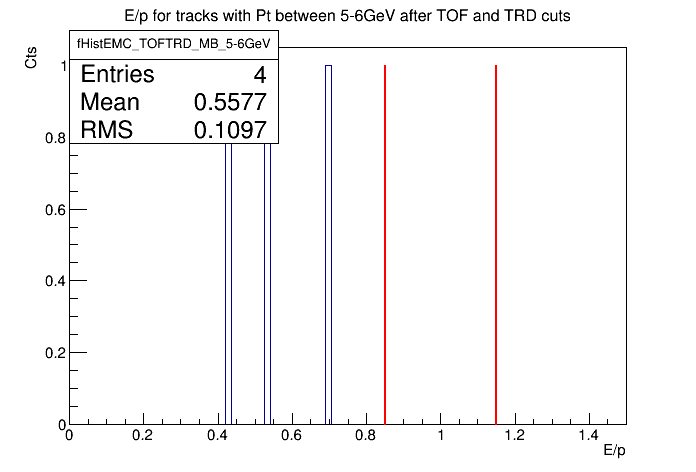 E/p for tracks with Pt between 5-6GeV after TOF and TRD cuts
Cts
fHistEMC_TOFTRD_MB_5-6GeV
Entries 4
Mean 0.5577
RMS 0.1097
1
0.8
0.6
0.4
0.2
0
0 0.2 0.4 0.6 0.8 1 1.2 1.4
E/p